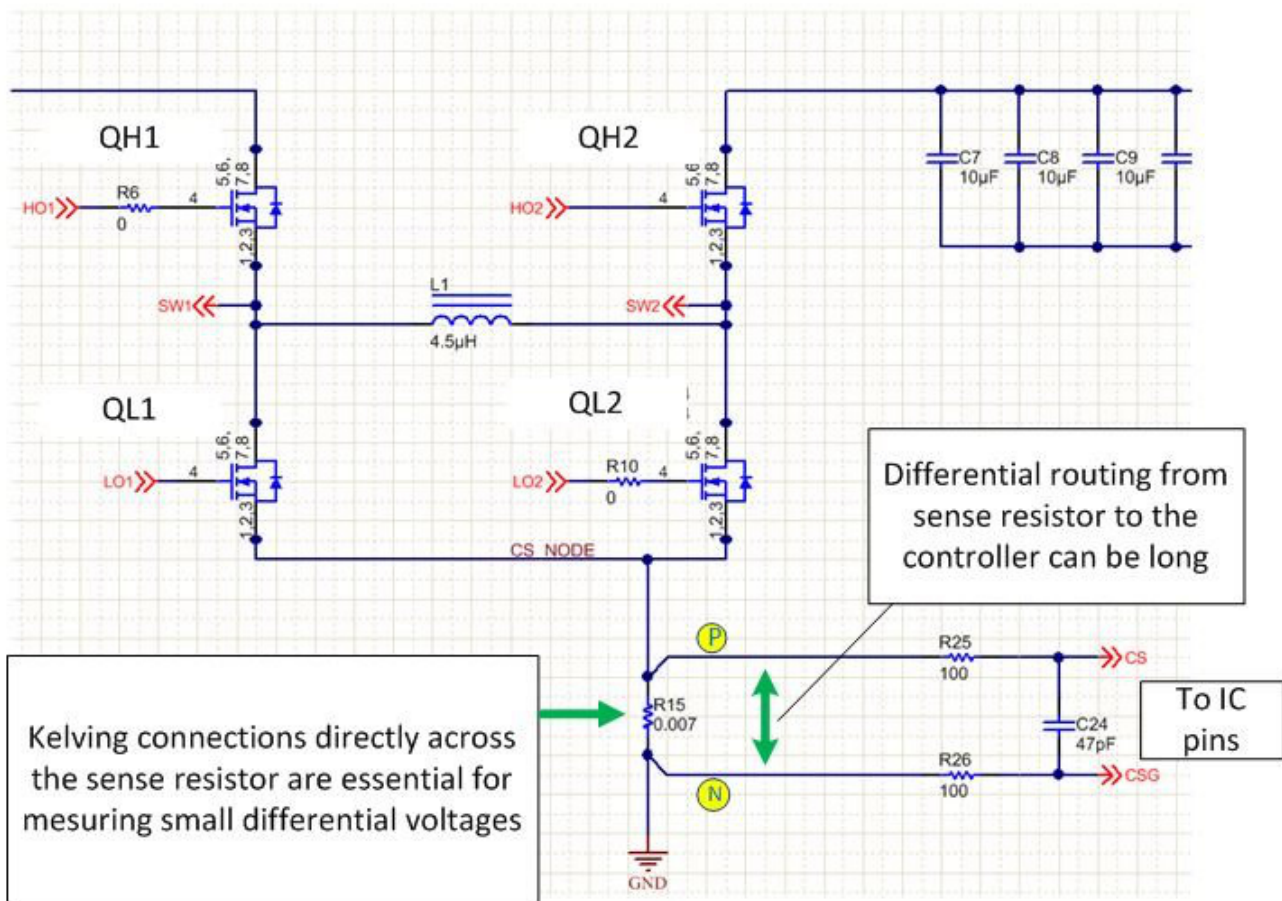 QH1
QH2
5,6,
7,8
5,6
7,8
C7
10µF
C8
10µF
C9
10µF
R6
HO1
4
0
HO2
4
1,2,3
1,2,3
L1
SW1
SW2
4.5µH
QL1
QL2
5,6,
7,8
5,6,
7,8
LO1
4
LO2
R10
4
0
1,2,3
1,2,3
CS_NODE
Differential routing from
sense resistor to the
controller can be long
P
R25
CS
100
Kelving connections directly across
the sense resistor are essential for
mesuring small differential voltages
R15
0.007
C24
47pF
To IC
pins
R26
N
100
CSG
GND